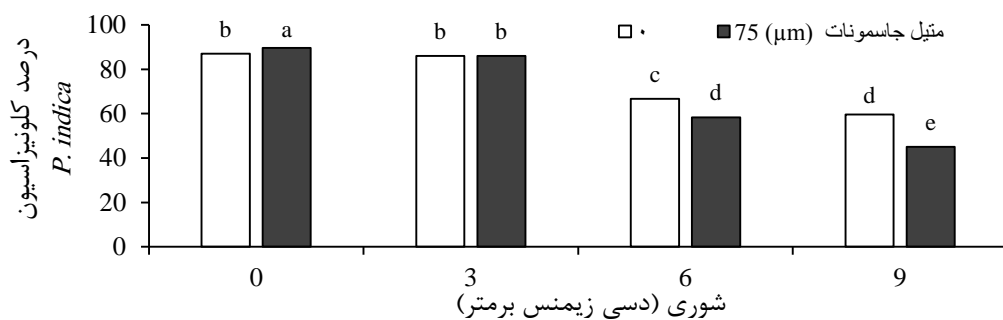 درصد کلونیزاسیون
P. indica
100
80
60
40
20
0
۰ 75 (µm) متیل جاسمونات
b a b b c d d e
0 3 6 9
شوری (دسی زیمنس برمتر)